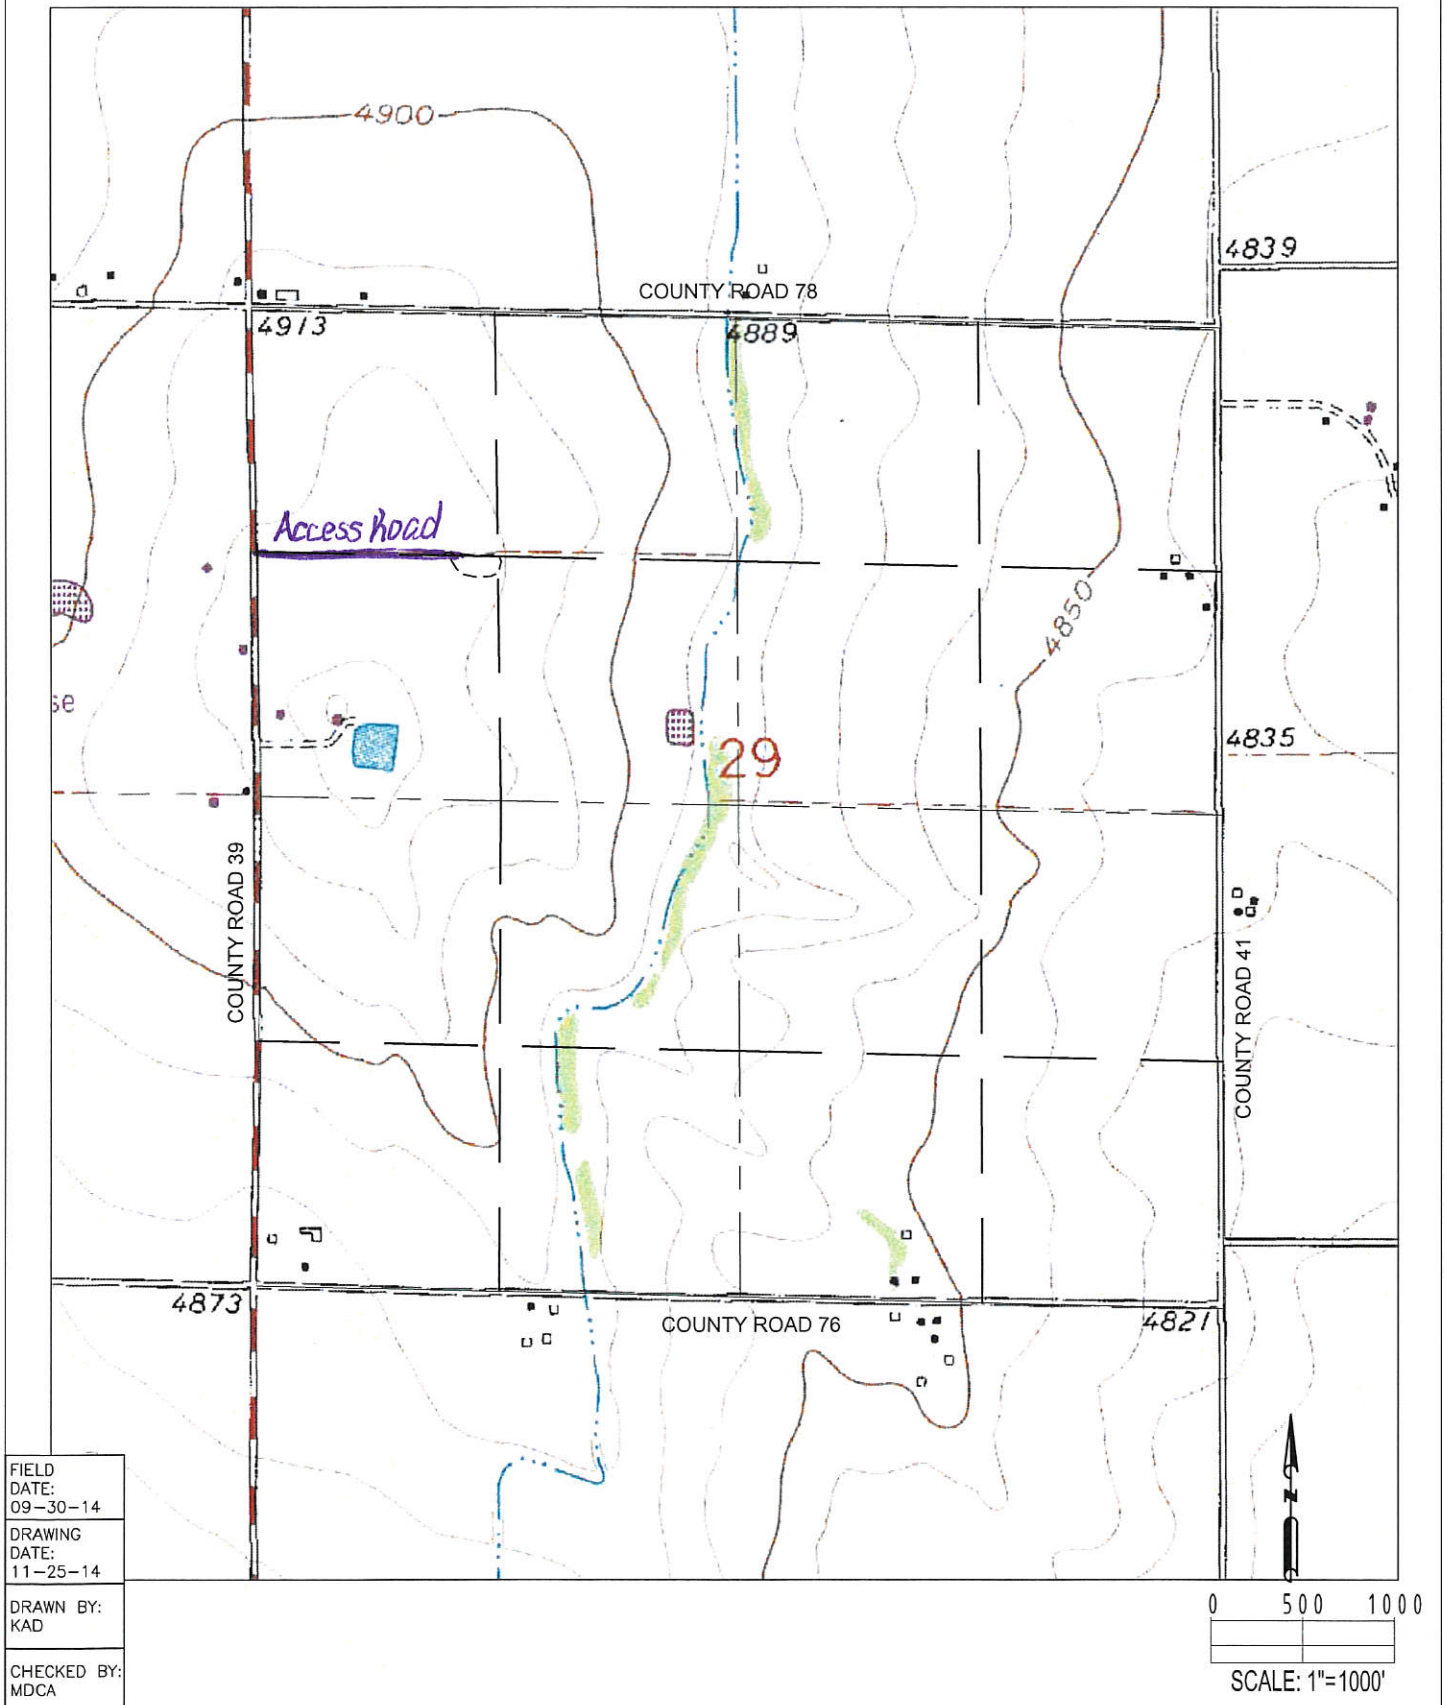 4900
4839
COUNTY ROAD 78
4913
4889
Access Road
4850
se
29
4835
COUNTY ROAD 39
COUNTY ROAD 41
4873
COUNTY ROAD 76
4821
FIELD
DATE:
09-30-14
DRAWING
DATE:
11-25-14
DRAWN BY:
KAD
CHECKED BY:
MDCA
N
0 500 1000
SCALE: 1"=1000'